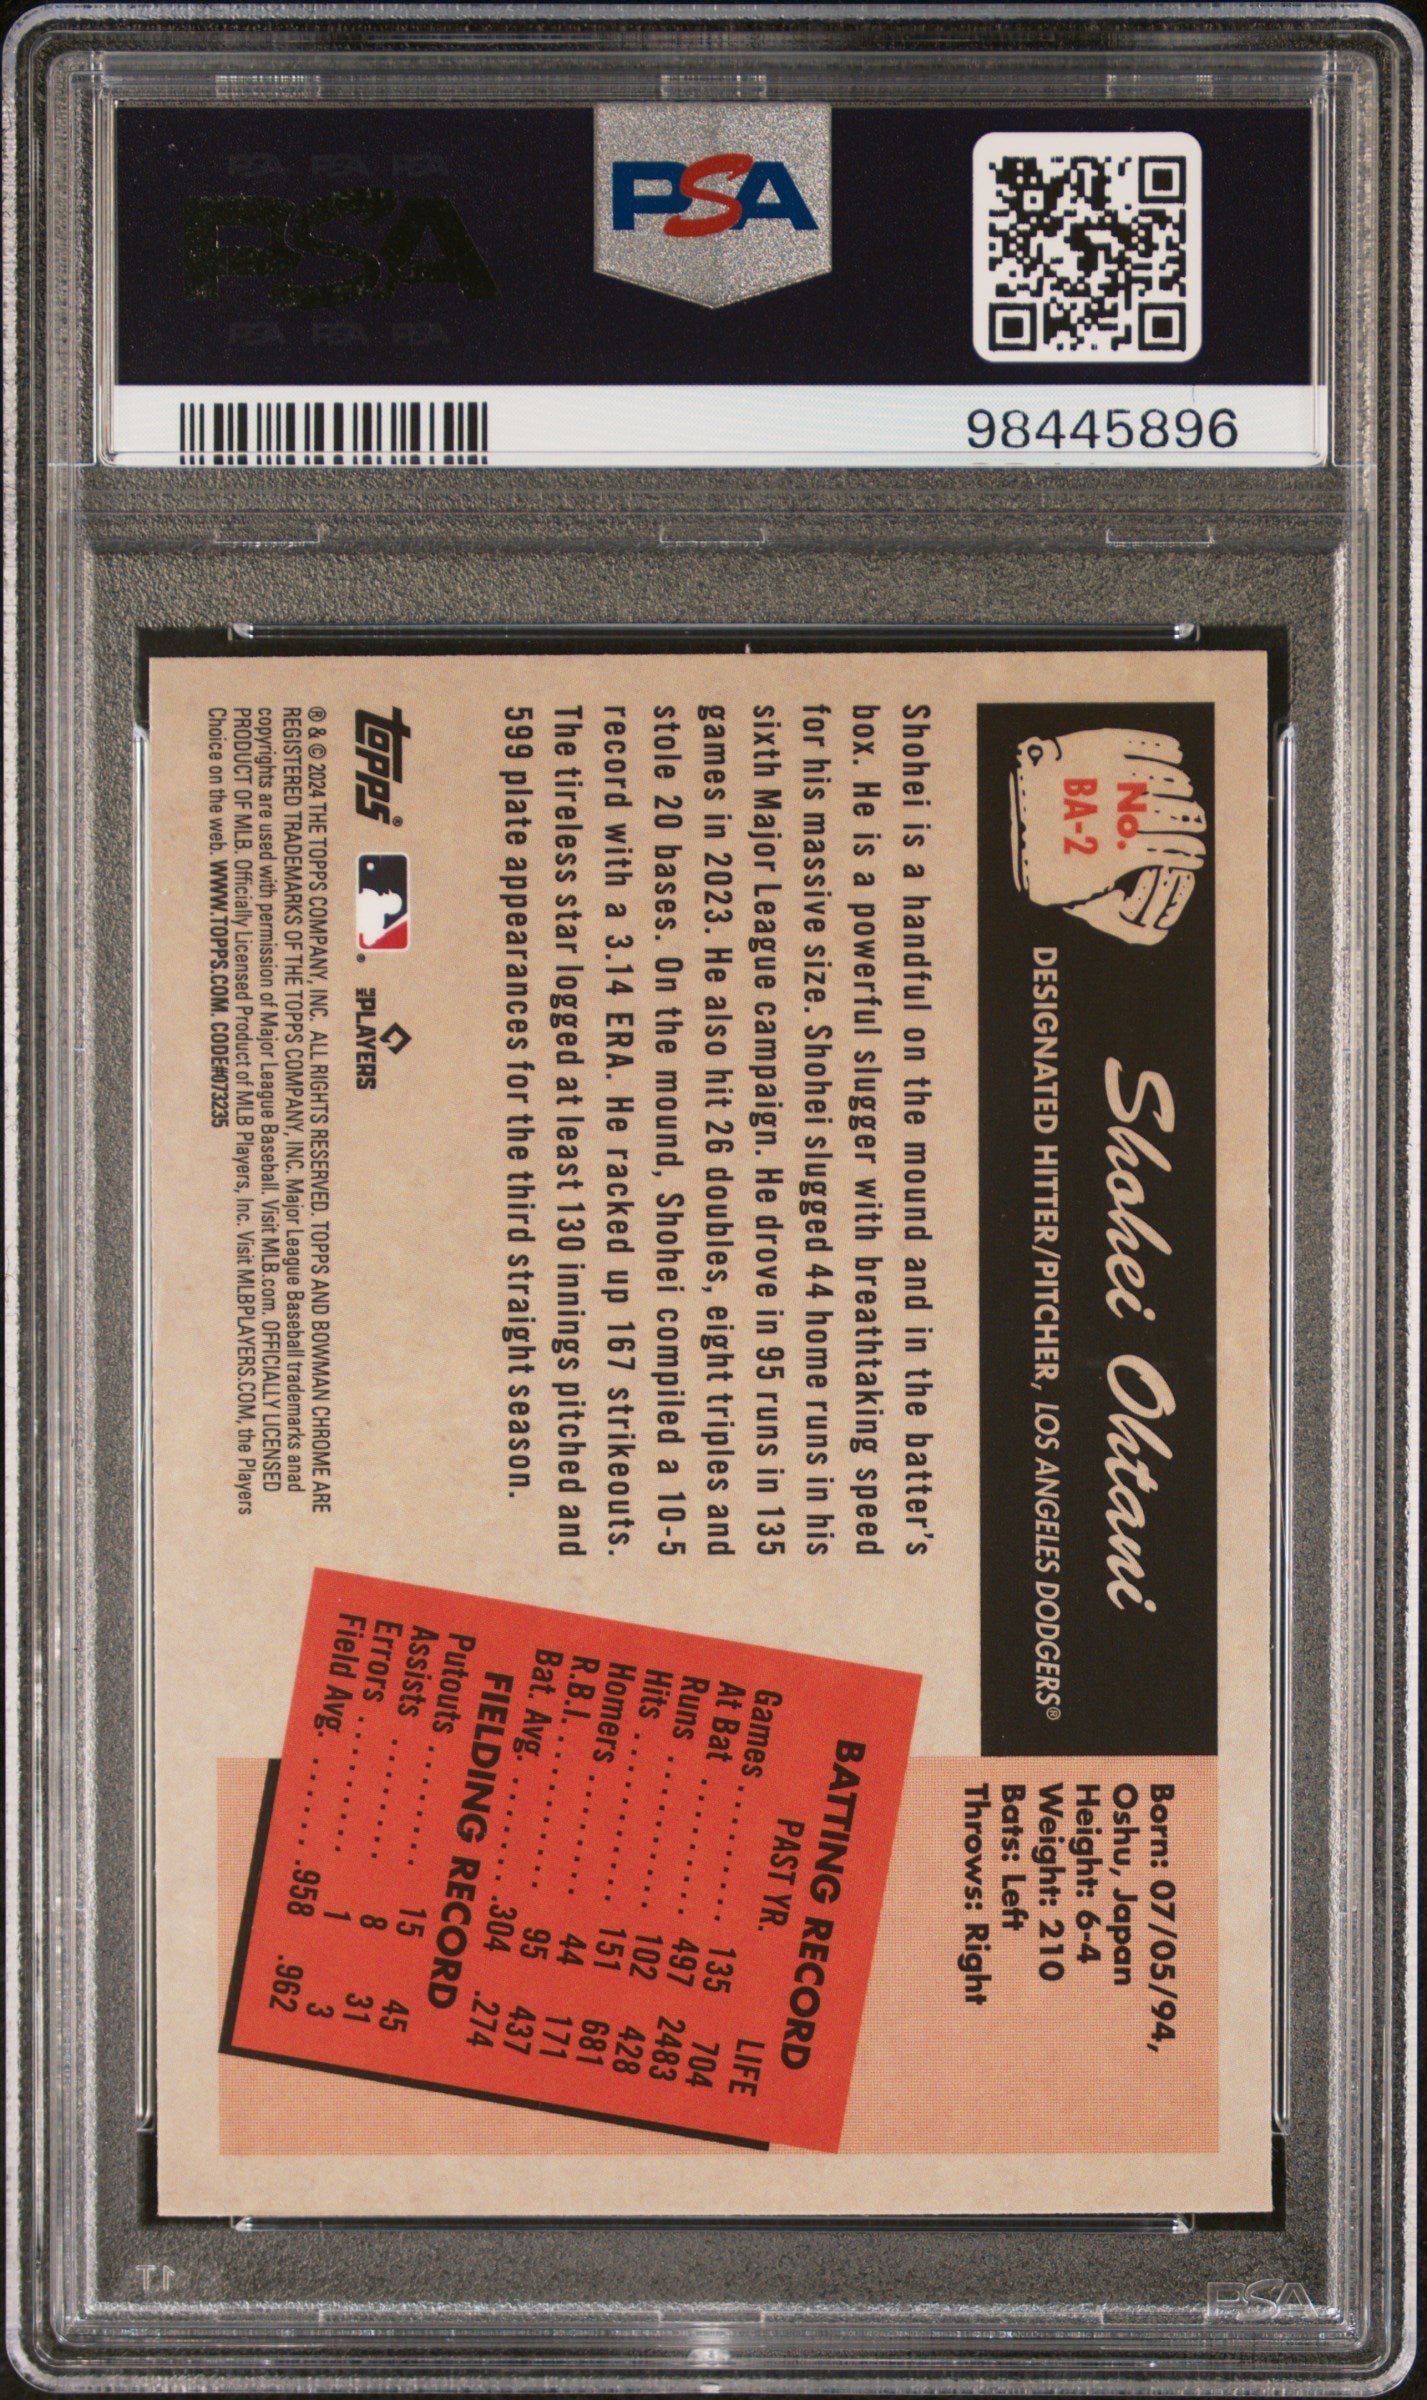 PSA PSA PSA
PSA
PSA PSA PSA
PSA
98445896
No.
BA-2
Shohei Ohtani
DESIGNATED HITTER/PITCHER, LOS ANGELES DODGERS®
Born: 07/05/94,
Oshu, Japan
Height: 6-4
Weight: 210
Bats: Left
Throws: Right
Shohei is a handful on the mound and in the batter's
box. He is a powerful slugger with breathtaking speed
for his massive size. Shohei slugged 44 home runs in his
sixth Major League campaign. He drove in 95 runs in 135
games in 2023. He also hit 26 doubles, eight triples and
stole 20 bases. On the mound, Shohei compiled a 10-5
record with a 3.14 ERA. He racked up 167 strikeouts.
The tireless star logged at least 130 innings pitched and
599 plate appearances for the third straight season.
BATTING RECORD
PAST YR. LIFE
Games . . . . . . . . . 135 704
At Bat . . . . . . . . . 497 2483
Runs . . . . . . . . . . 102 428
Hits . . . . . . . . . . 151 681
Homers . . . . . . . . . 44 171
R.B.I. . . . . . . . . . 95 437
Bat. Avg. . . . . . . . .304 .274
FIELDING RECORD
Putouts . . . . . . . . 15 45
Assists . . . . . . . . 8 31
Errors . . . . . . . . . 1 3
Field Avg. . . . . . . . .958 .962
topps® ® MLB PLAYERS
® & © 2024 THE TOPPS COMPANY, INC. ALL RIGHTS RESERVED. TOPPS AND BOWMAN CHROME ARE
REGISTERED TRADEMARKS OF THE TOPPS COMPANY, INC. Major League Baseball trademarks anad
copyrights are used with permission of Major League Baseball. Visit MLB.com. OFFICIALLY LICENSED
PRODUCT OF MLB. Officially Licensed Product of MLB Players, Inc. Visit MLBPLAYERS.COM, the Players
Choice on the web. WWW.TOPPS.COM. CODE#073235
PSA